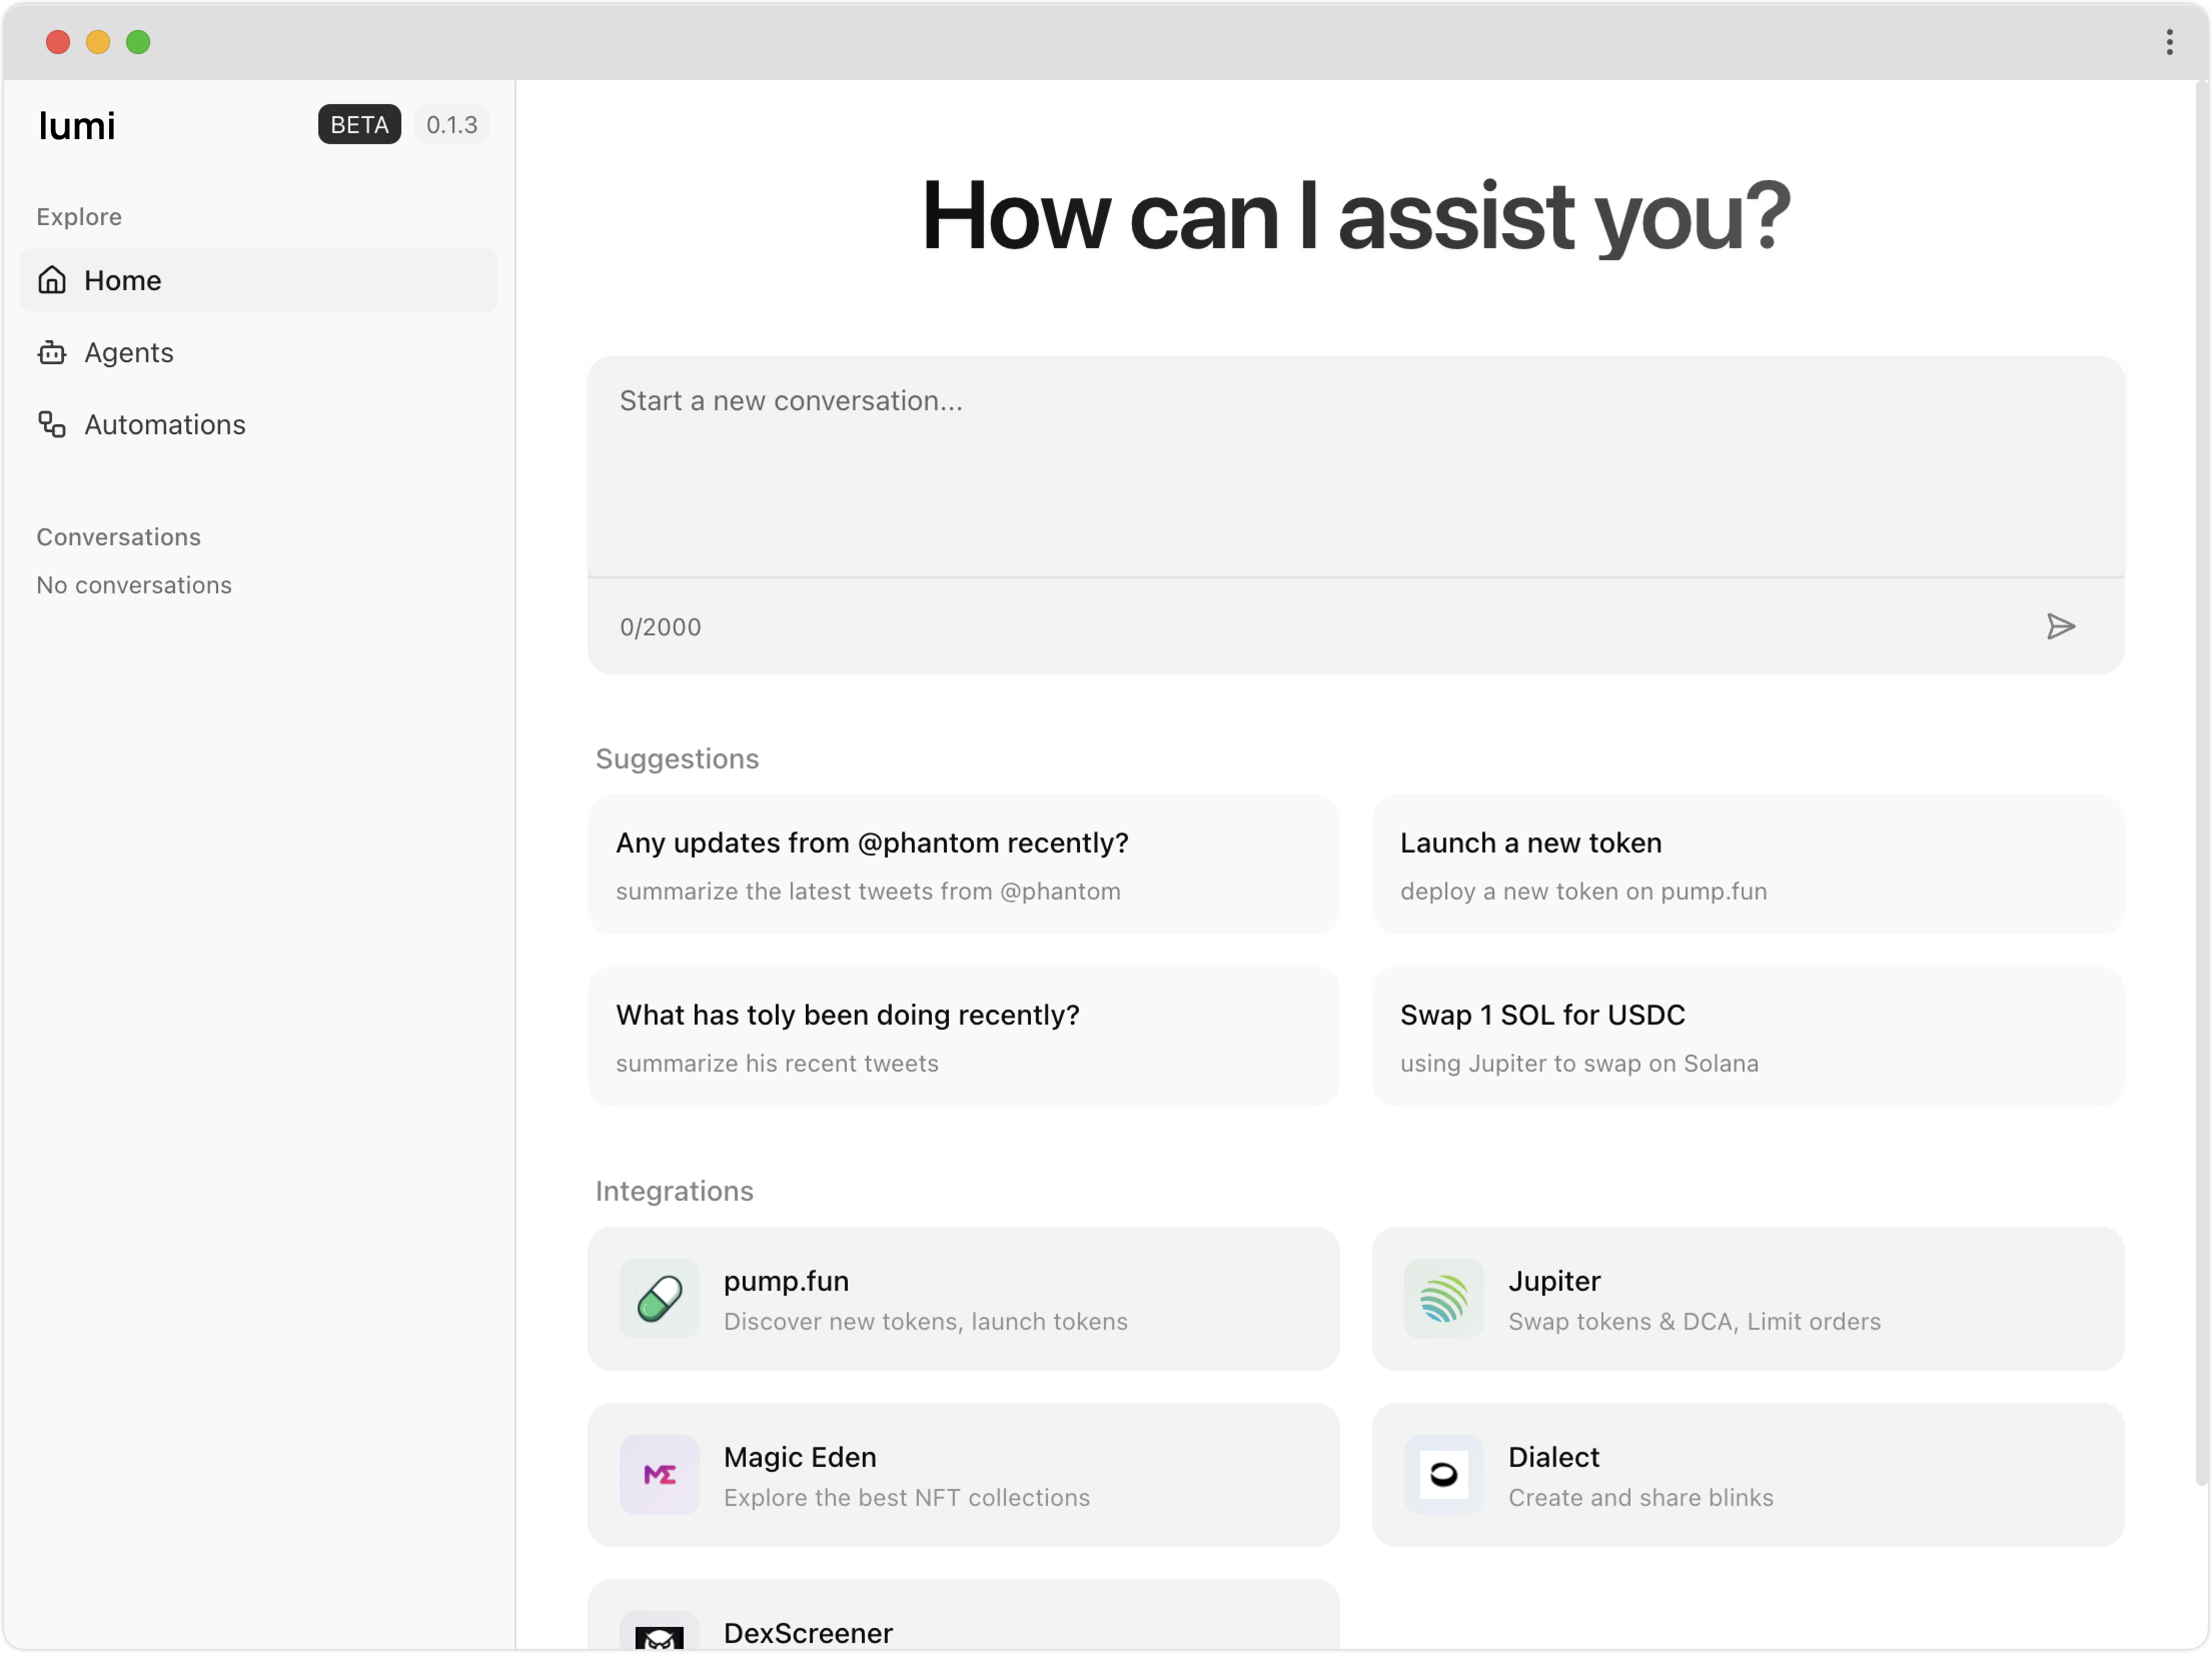 lumi
BETA
0.1.3
Explore
Home
Agents
Automations
Conversations
No conversations
How can I assist you?
Start a new conversation...
0/2000
Suggestions
Any updates from @phantom recently?
summarize the latest tweets from @phantom
Launch a new token
deploy a new token on pump.fun
What has toly been doing recently?
summarize his recent tweets
Swap 1 SOL for USDC
using Jupiter to swap on Solana
Integrations
pump.fun
Discover new tokens, launch tokens
Jupiter
Swap tokens & DCA, Limit orders
ME
Magic Eden
Explore the best NFT collections
Dialect
Create and share blinks
DexScreener